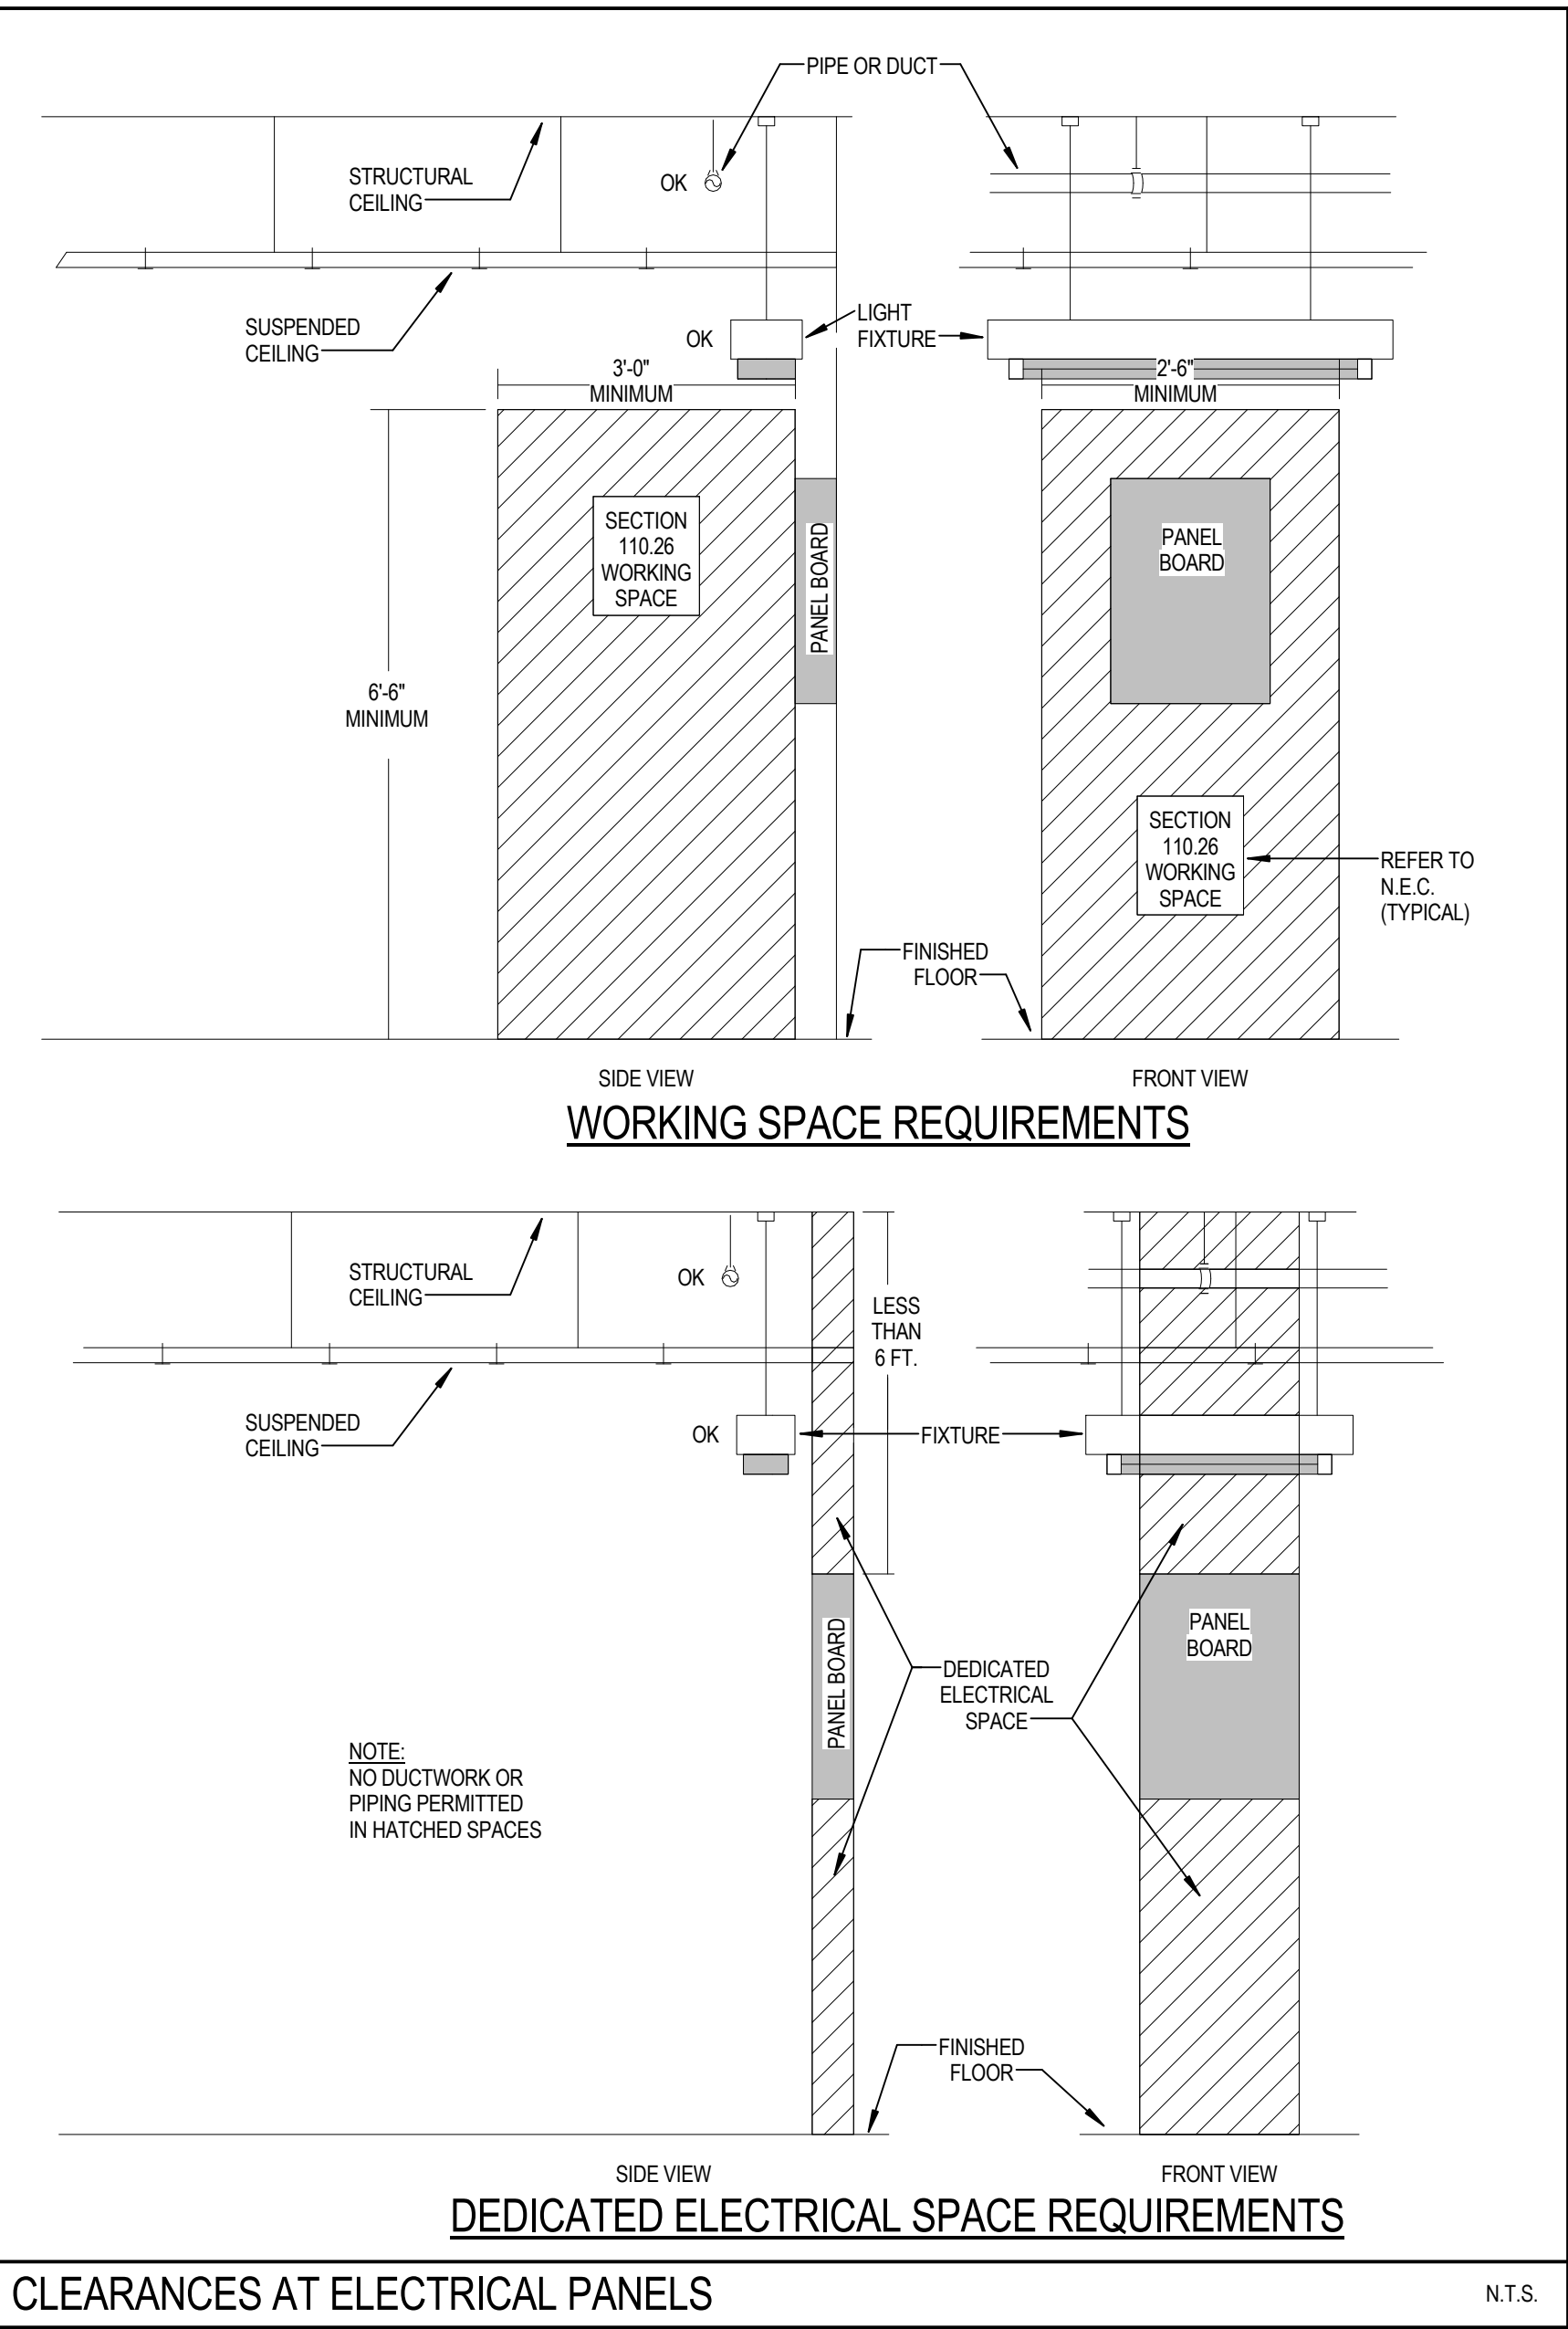 PIPE OR DUCT
STRUCTURAL
CEILING
OK
SUSPENDED
CEILING
OK
LIGHT
FIXTURE
3'-0"
MINIMUM
2'-6"
MINIMUM
SECTION
110.26
WORKING
SPACE
PANEL BOARD
PANEL
BOARD
6'-6"
MINIMUM
SECTION
110.26
WORKING
SPACE
REFER TO
N.E.C.
(TYPICAL)
FINISHED
FLOOR
SIDE VIEW
FRONT VIEW
WORKING SPACE REQUIREMENTS
STRUCTURAL
CEILING
OK
LESS
THAN
6 FT.
SUSPENDED
CEILING
OK
FIXTURE
PANEL BOARD
PANEL
BOARD
DEDICATED
ELECTRICAL
SPACE
NOTE:
NO DUCTWORK OR
PIPING PERMITTED
IN HATCHED SPACES
FINISHED
FLOOR
SIDE VIEW
FRONT VIEW
DEDICATED ELECTRICAL SPACE REQUIREMENTS
CLEARANCES AT ELECTRICAL PANELS
N.T.S.